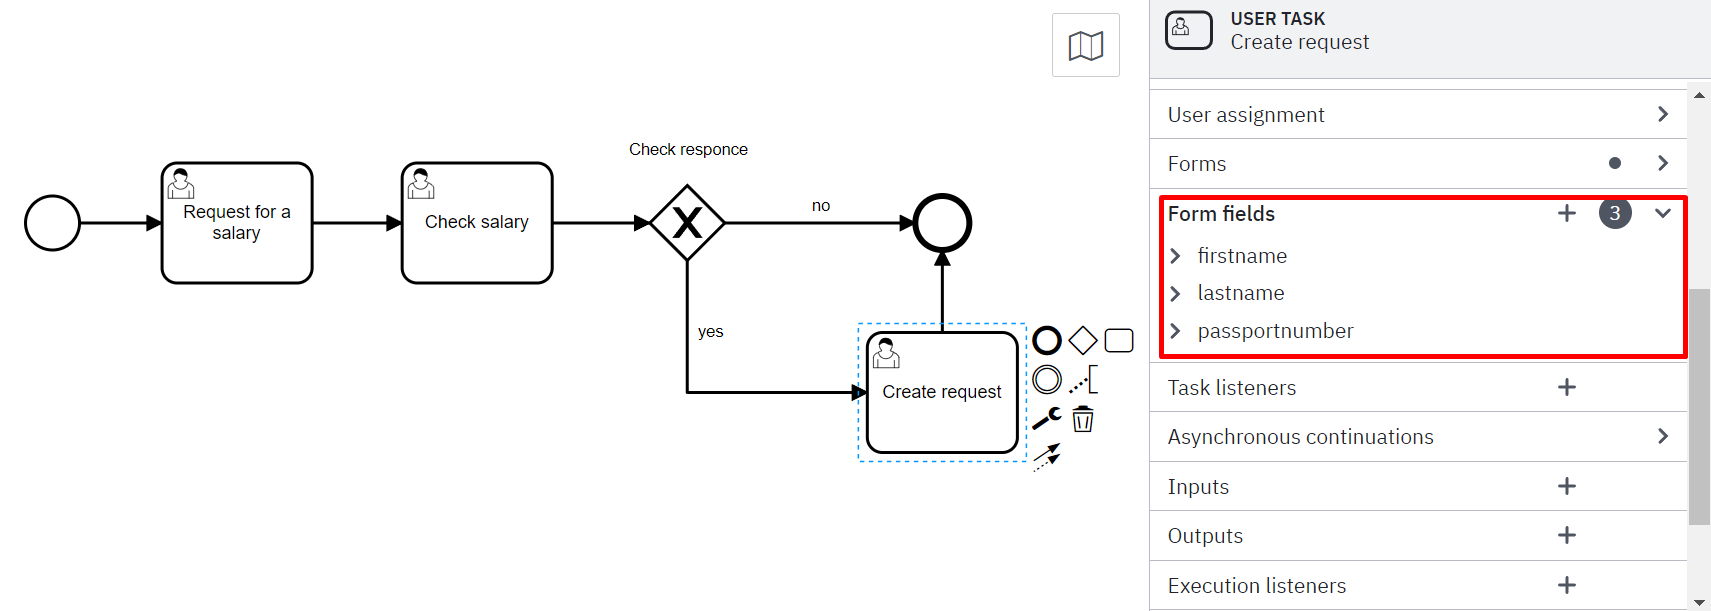 Request for a
salary
Check salary
Check responce
no
yes
Create request
USER TASK
Create request
User assignment
Forms
Form fields 3
firstname
lastname
passportnumber
Task listeners
Asynchronous continuations
Inputs
Outputs
Execution listeners